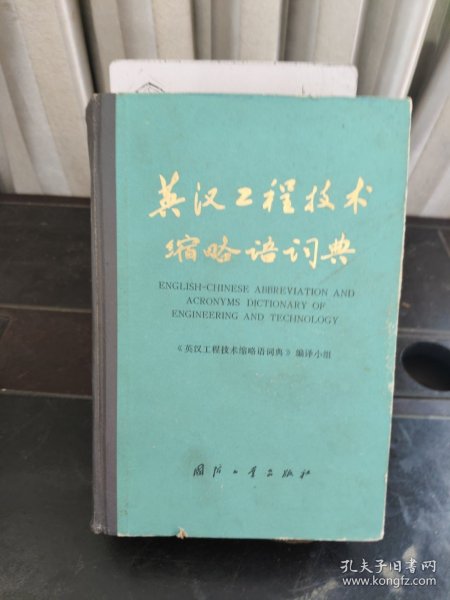 英汉工程技术
缩略语词典
ENGLISH-CHINESE ABBREVIATION AND
ACRONYMS DICTIONARY OF
ENGINEERING AND TECHNOLOGY
《英汉工程技术缩略语词典》编译小组
国防工业出版社
孔夫子旧书网
www.kongfz.com